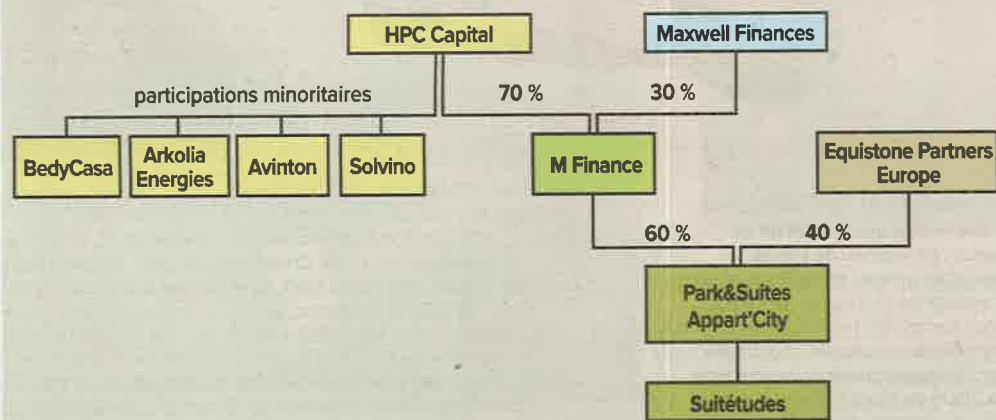 HPC Capital
Maxwell Finances
participations minoritaires
70 %
30 %
BedyCasa
Arkolia
Energies
Avinton
Solvino
M Finance
Equistone Partners
Europe
60 %
40 %
Park&Suites
Appart'City
Suitétudes